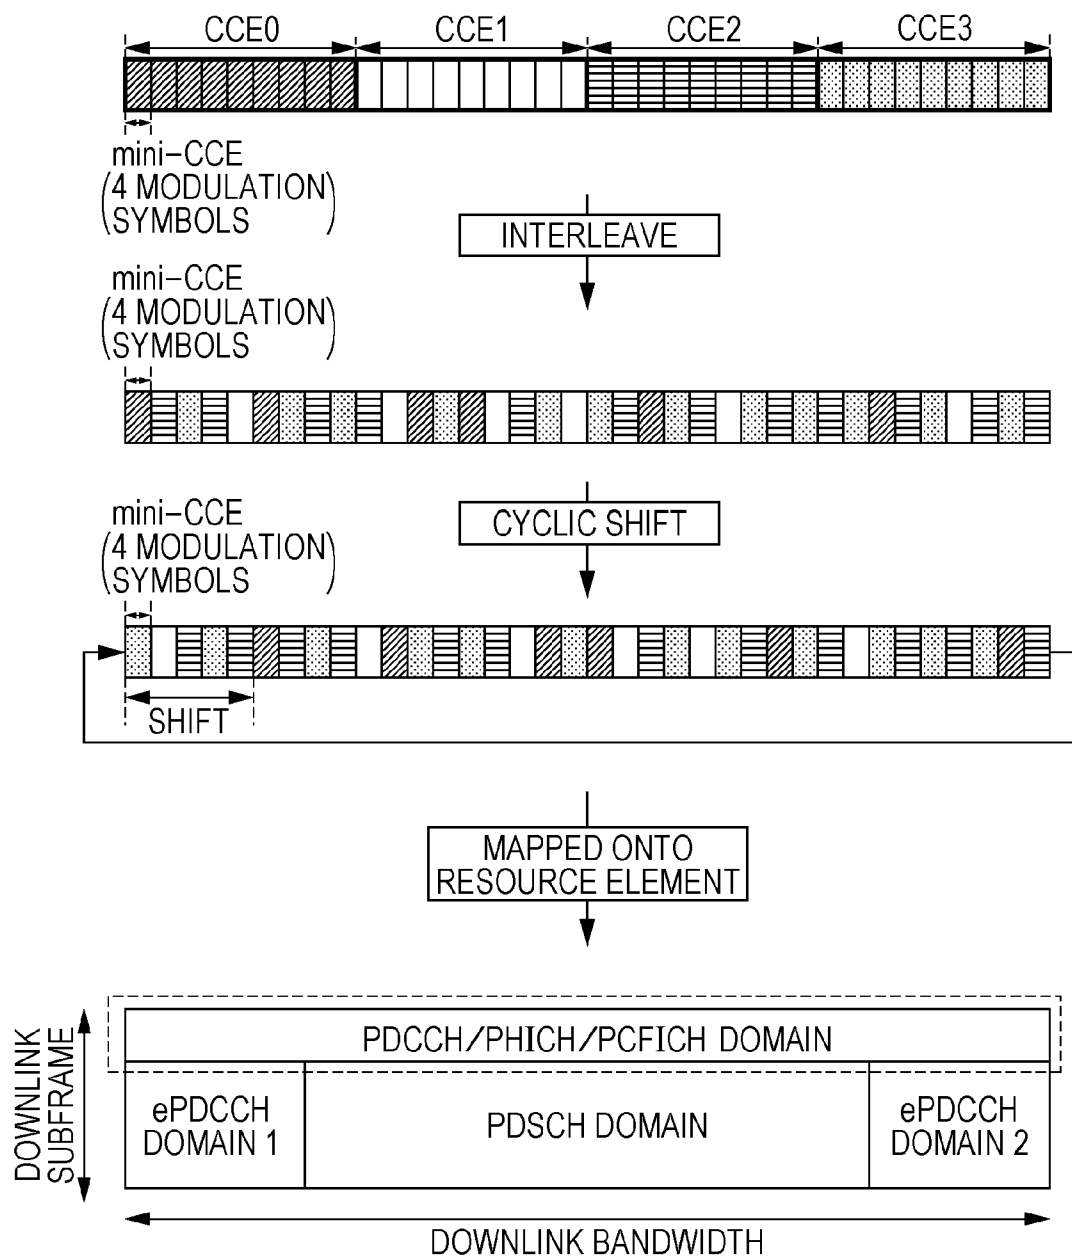 CCE0 CCE1 CCE2 CCE3
mini-CCE
(4 MODULATION
SYMBOLS)
INTERLEAVE
mini-CCE
(4 MODULATION
SYMBOLS)
CYCLIC SHIFT
mini-CCE
(4 MODULATION
SYMBOLS)
SHIFT
MAPPED ONTO
RESOURCE ELEMENT
DOWNLINK
SUBFRAME
PDCCH/PHICH/PCFICH DOMAIN
ePDCCH
DOMAIN 1
PDSCH DOMAIN
ePDCCH
DOMAIN 2
DOWNLINK BANDWIDTH